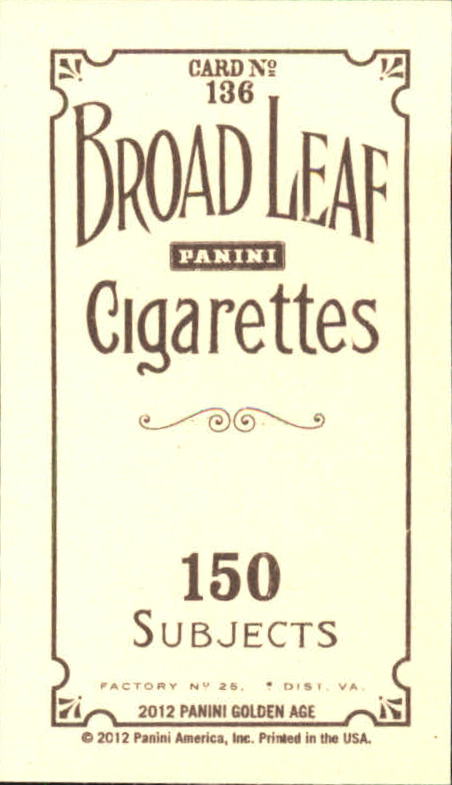 CARD Nº
136
BROAD LEAF
PANINI
Cigarettes
150
SUBJECTS
FACTORY Nº 25, DIST. VA.
2012 PANINI GOLDEN AGE
© 2012 Panini America, Inc. Printed in the USA.